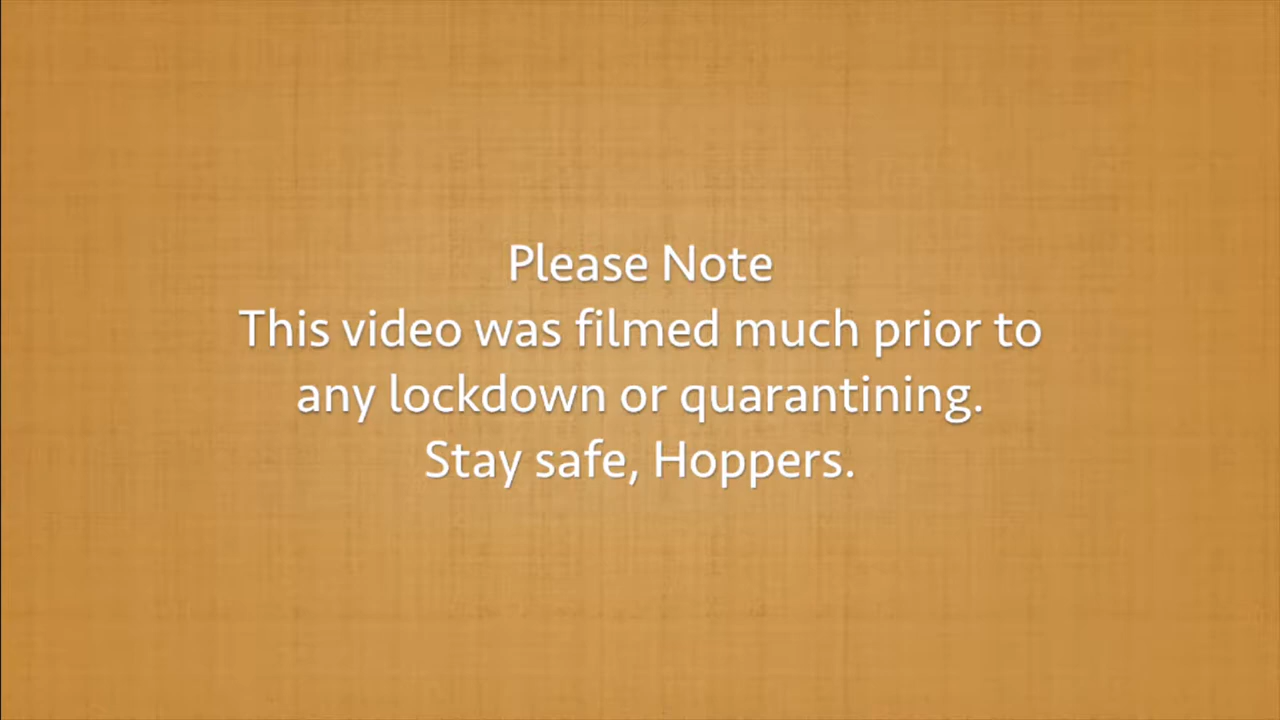 Please Note
This video was filmed much prior to
any lockdown or quarantining.
Stay safe, Hoppers.